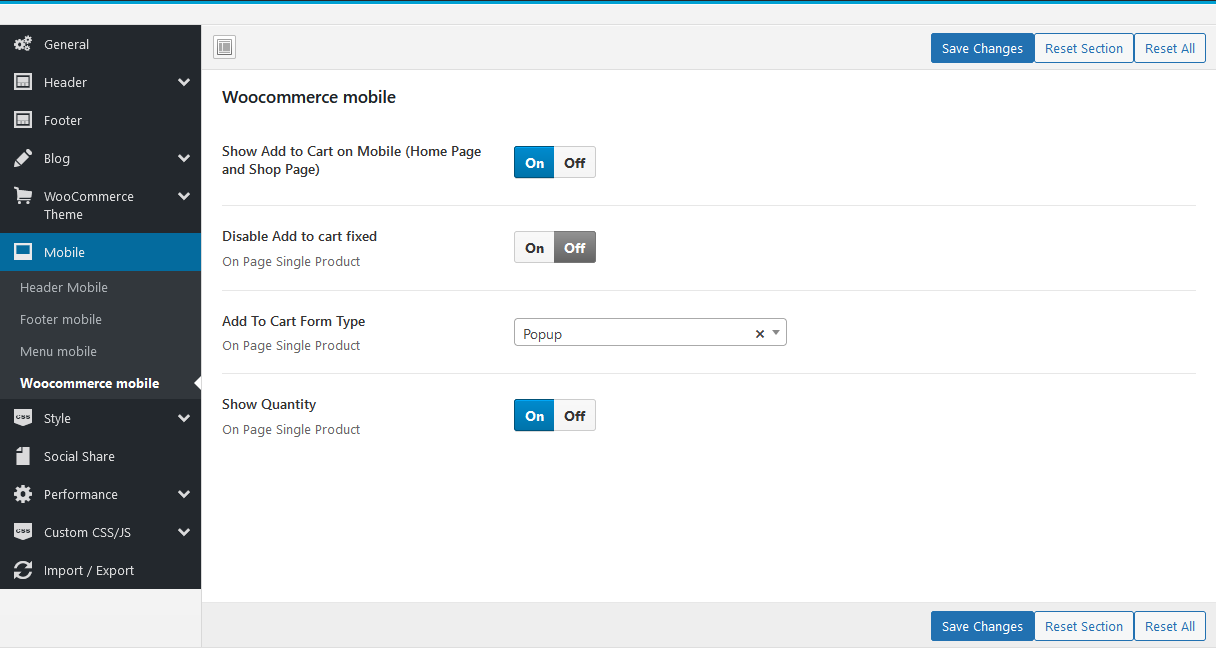 General
Header
Footer
Blog
WooCommerce
Theme
Mobile
Header Mobile
Footer mobile
Menu mobile
Woocommerce mobile
Style
Social Share
Performance
Custom CSS/JS
Import / Export
Save Changes Reset Section Reset All
Woocommerce mobile
Show Add to Cart on Mobile (Home Page
and Shop Page)
On Off
Disable Add to cart fixed
On Page Single Product
On Off
Add To Cart Form Type
On Page Single Product
Popup
Show Quantity
On Page Single Product
On Off
Save Changes Reset Section Reset All